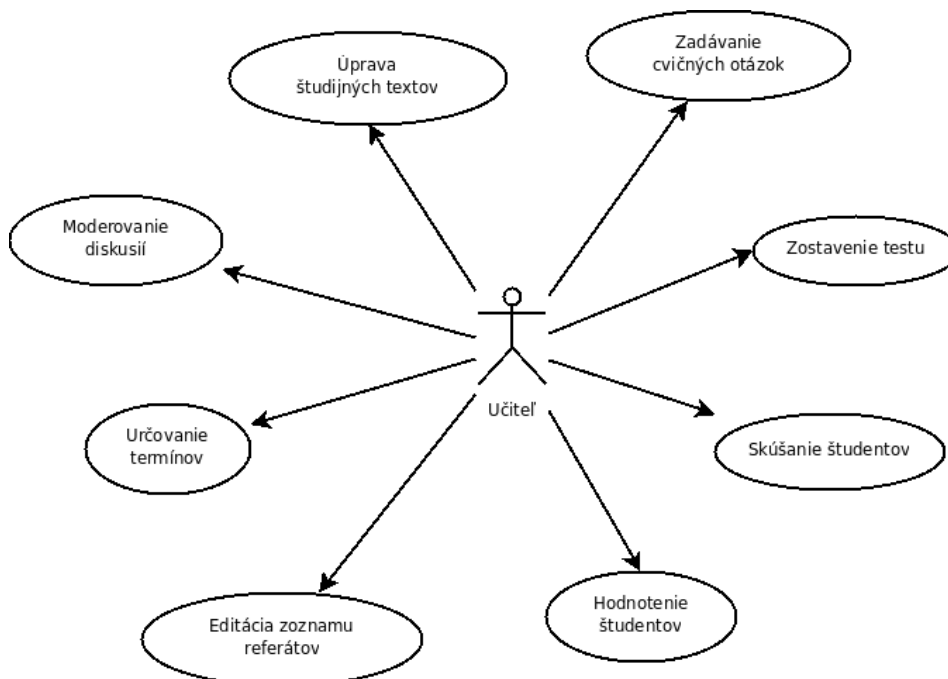 Úprava
študijných textov
Zadávanie
cvičných otázok
Moderovanie
diskusií
Zostavenie testu
Učiteľ
Určovanie
termínov
Skúšanie študentov
Editácia zoznamu
referátov
Hodnotenie
študentov